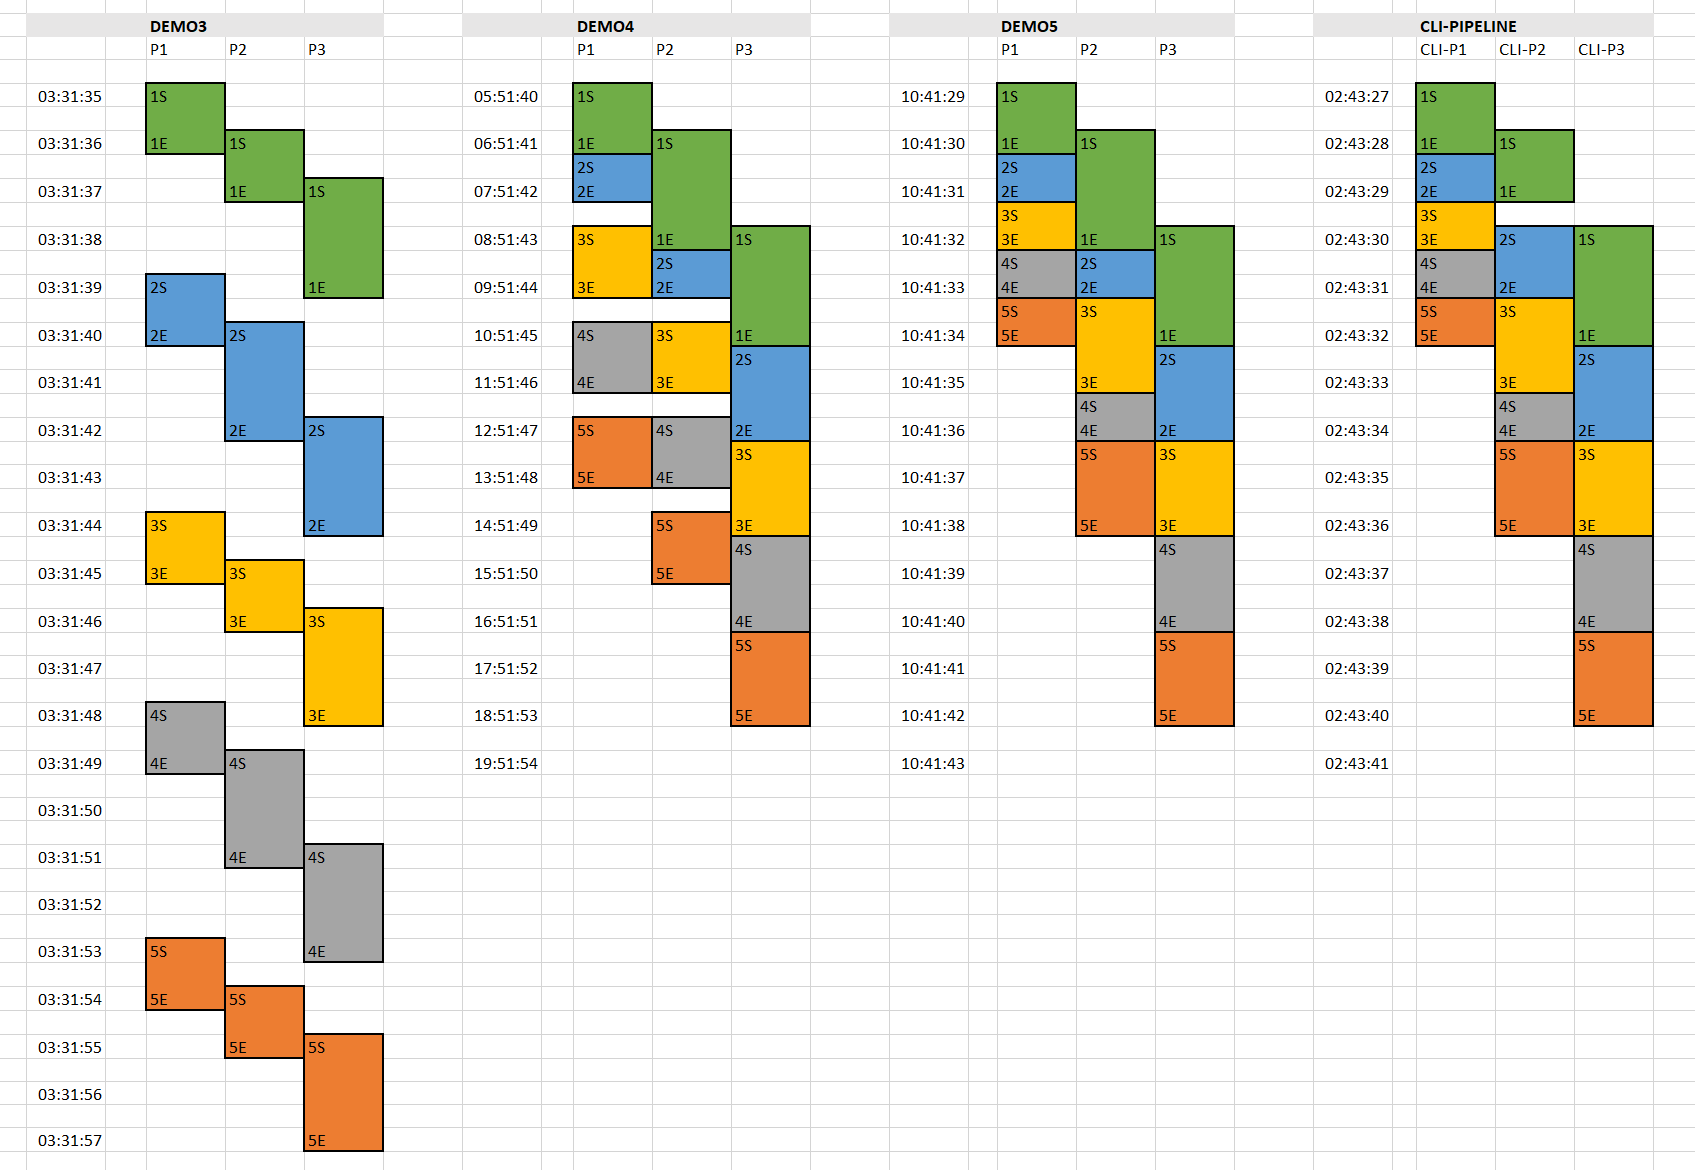 DEMO3 DEMO4 DEMO5 CLI-PIPELINE
P1 P2 P3 P1 P2 P3 P1 P2 P3 CLI-P1 CLI-P2 CLI-P3
03:31:35 1S 05:51:40 1S 10:41:29 1S 02:43:27 1S
03:31:36 1E 1S 06:51:41 1E 1S 10:41:30 1E 1S 02:43:28 1E 1S
2S 2S 2S
03:31:37 1E 1S 07:51:42 2E 10:41:31 2E 02:43:29 2E 1E
3S 3S
03:31:38 08:51:43 3S 1E 1S 10:41:32 3E 1E 1S 02:43:30 3E 2S 1S
2S 4S 2S 4S
03:31:39 2S 1E 09:51:44 3E 2E 10:41:33 4E 2E 02:43:31 4E 2E
5S 3S 5S 3S
03:31:40 2E 2S 10:51:45 4S 3S 1E 10:41:34 5E 1E 02:43:32 5E 1E
2S 2S 2S
03:31:41 11:51:46 4E 3E 10:41:35 3E 02:43:33 3E
4S 4S
03:31:42 2E 2S 12:51:47 5S 4S 2E 10:41:36 4E 2E 02:43:34 4E 2E
3S 5S 3S 5S 3S
03:31:43 13:51:48 5E 4E 10:41:37 02:43:35
03:31:44 3S 2E 14:51:49 5S 3E 10:41:38 5E 3E 02:43:36 5E 3E
4S 4S 4S
03:31:45 3E 3S 15:51:50 5E 10:41:39 02:43:37
03:31:46 3E 3S 16:51:51 4E 10:41:40 4E 02:43:38 4E
5S 5S 5S
03:31:47 17:51:52 10:41:41 02:43:39
03:31:48 4S 3E 18:51:53 5E 10:41:42 5E 02:43:40 5E
03:31:49 4E 4S 19:51:54 10:41:43 02:43:41
03:31:50
03:31:51 4E 4S
03:31:52
03:31:53 5S 4E
03:31:54 5E 5S
03:31:55 5E 5S
03:31:56
03:31:57 5E